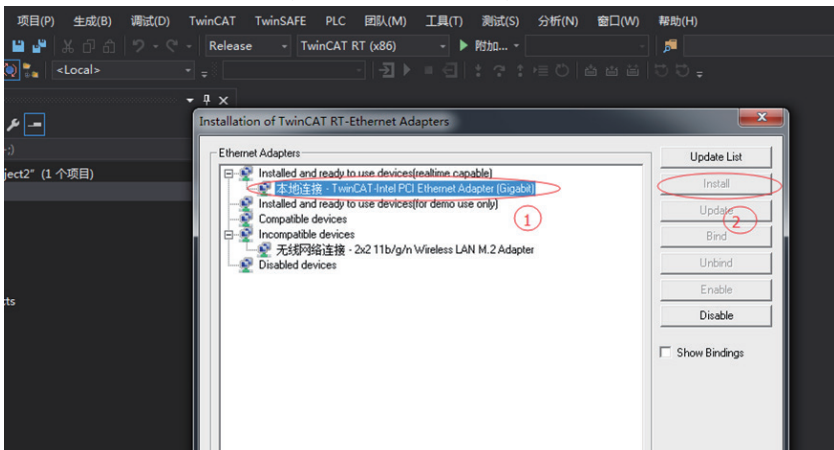 项目(P) 生成(B) 调试(D) TwinCAT TwinSAFE PLC 团队(M) 工具(T) 测试(S) 分析(N) 窗口(W) 帮助(H)
Release TwinCAT RT (x86) 附加...
<Local>
Installation of TwinCAT RT-Ethernet Adapters
;)
ject2" (1 个项目)
cts
Ethernet Adapters
Installed and ready to use devices(realtime capable)
本地连接 - TwinCAT-Intel PCI Ethernet Adapter (Gigabit)
Installed and ready to use devices(for demo use only)
Compatible devices
Incompatible devices
无线网络连接 - 2x2 11b/g/n Wireless LAN M.2 Adapter
Disabled devices
1
Update List
Install
Update
2
Bind
Unbind
Enable
Disable
Show Bindings